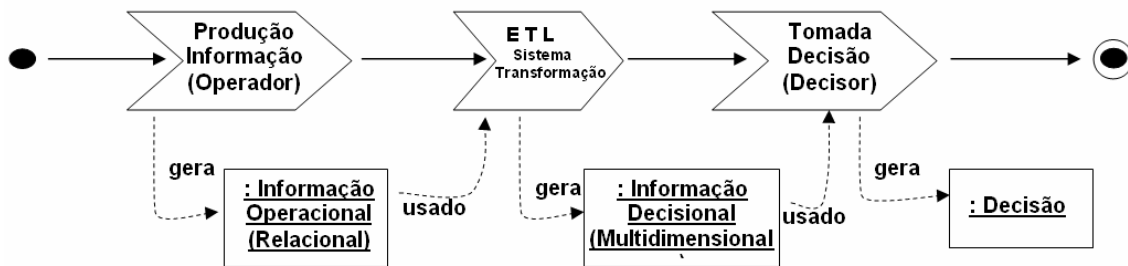 Produção
Informação
(Operador)
E T L
Sistema
Transformação
Tomada
Decisão
(Decisor)
gera
: Informação
Operacional
(Relacional)
usado
gera
: Informação
Decisional
(Multidimensional
usado
gera
: Decisão